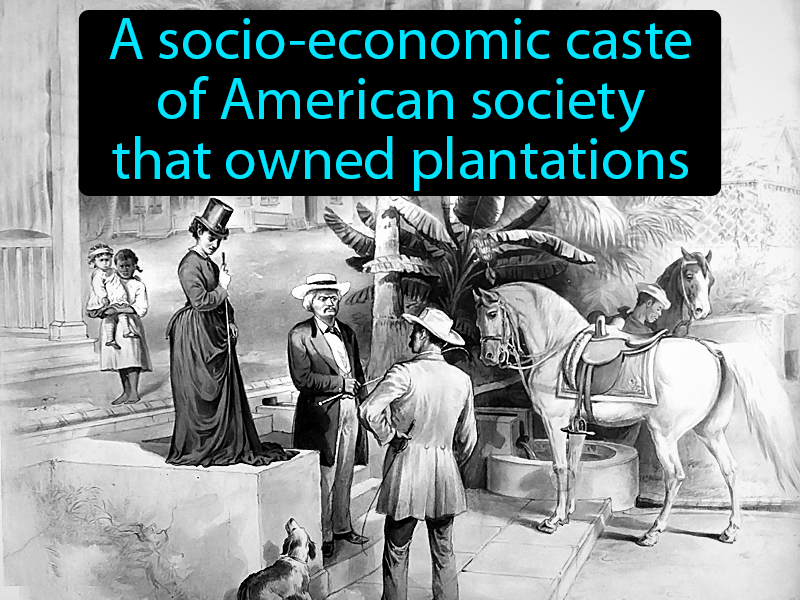 A socio-economic caste
of American society
that owned plantations